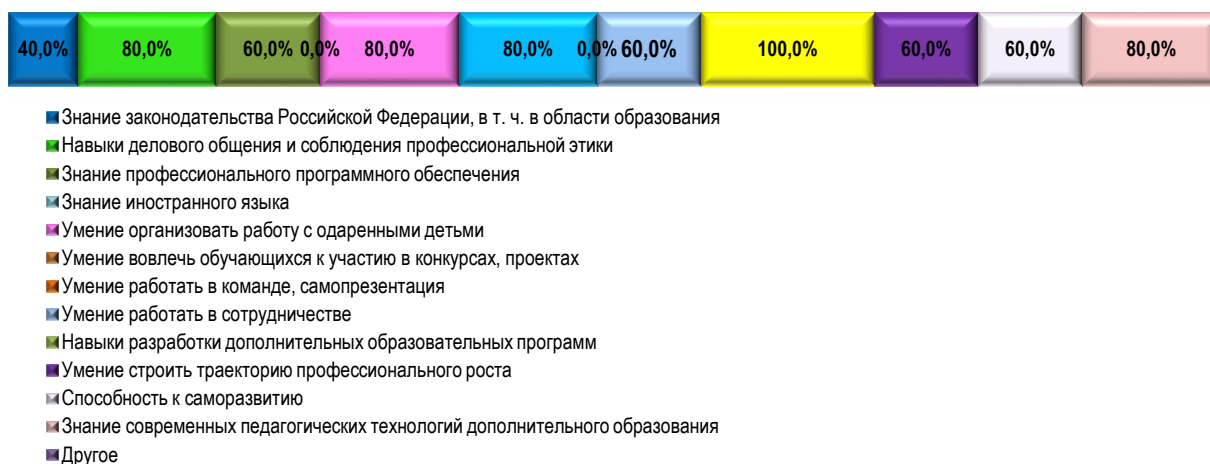 40,0% 80,0% 60,0% 0,0% 80,0% 80,0% 0,0% 60,0% 100,0% 60,0% 60,0% 80,0%
Знание законодательства Российской Федерации, в т. ч. в области образования
Навыки делового общения и соблюдения профессиональной этики
Знание профессионального программного обеспечения
Знание иностранного языка
Умение организовать работу с одаренными детьми
Умение вовлечь обучающихся к участию в конкурсах, проектах
Умение работать в команде, самопрезентация
Умение работать в сотрудничестве
Навыки разработки дополнительных образовательных программ
Умение строить траекторию профессионального роста
Способность к саморазвитию
Знание современных педагогических технологий дополнительного образования
Другое